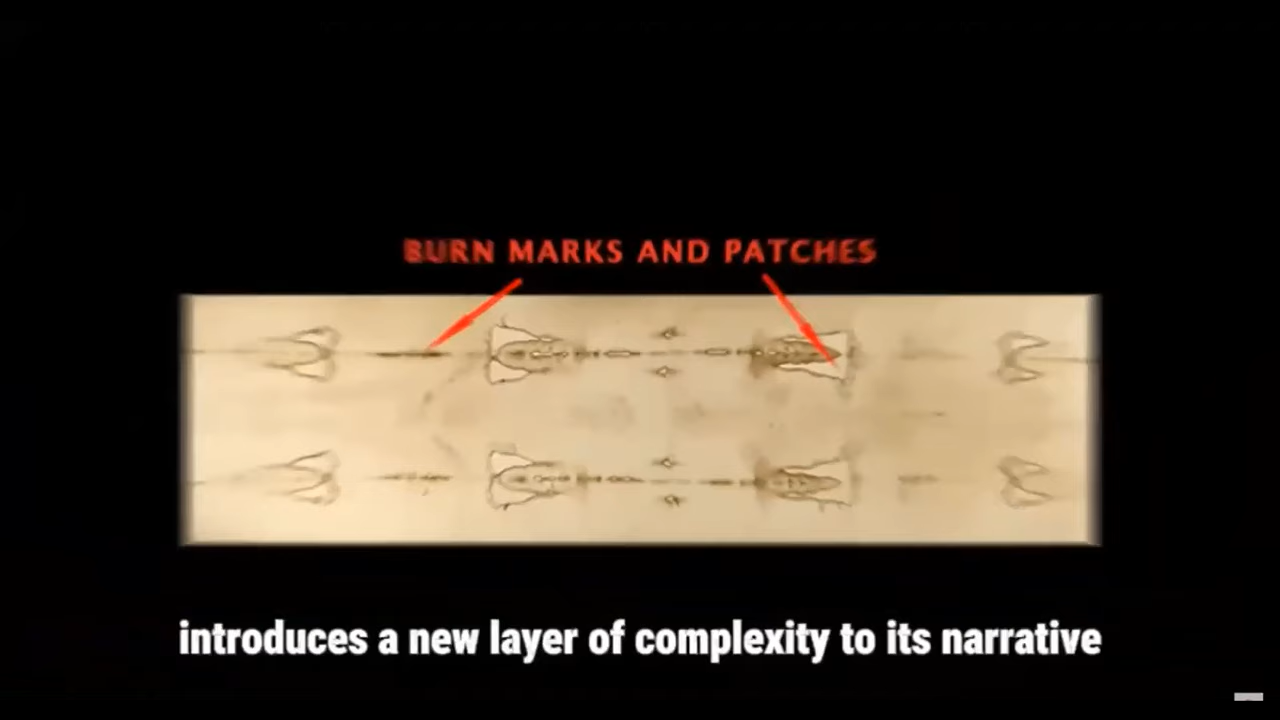 BURN MARKS AND PATCHES
introduces a new layer of complexity to its narrative